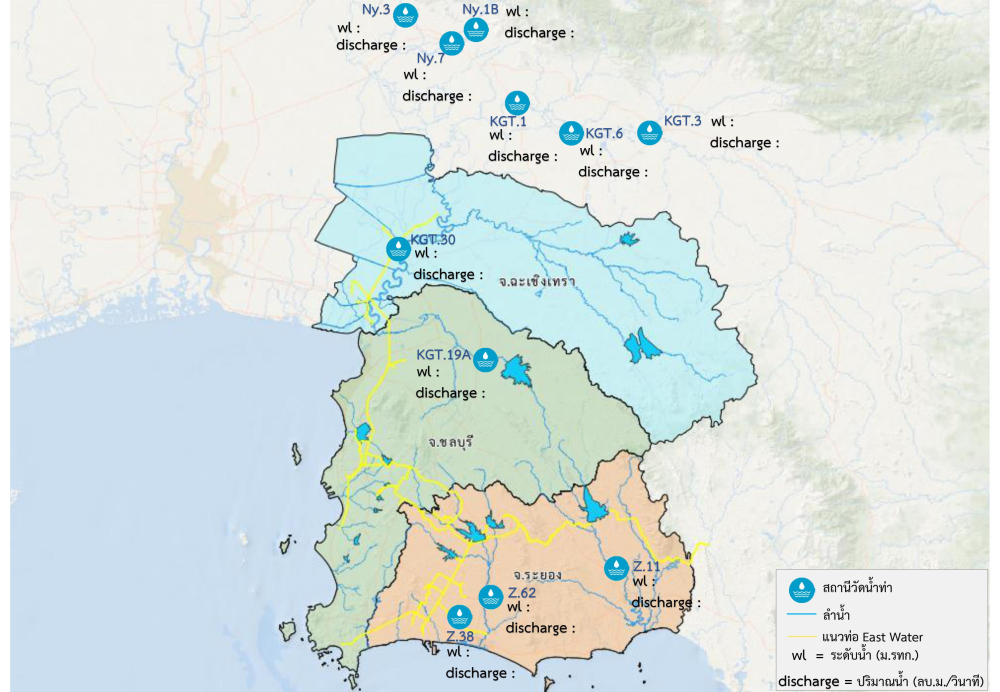 Ny.3
wl :
discharge :
Ny.1B
wl :
discharge :
Ny.7
wl :
discharge :
KGT.1
wl :
discharge :
KGT.6
wl :
discharge :
KGT.3
wl :
discharge :
KGT.30
wl :
discharge :
จ.ฉะเชิงเทรา
KGT.19A
wl :
discharge :
จ.ชลบุรี
จ.ระยอง
Z.11
wl :
discharge :
Z.62
wl :
discharge :
Z.38
wl :
discharge :
สถานีวัดน้ำท่า
ลำน้ำ
แนวท่อ East Water
wl = ระดับน้ำ (ม.รทก.)
discharge = ปริมาณน้ำ (ลบ.ม./วินาที)